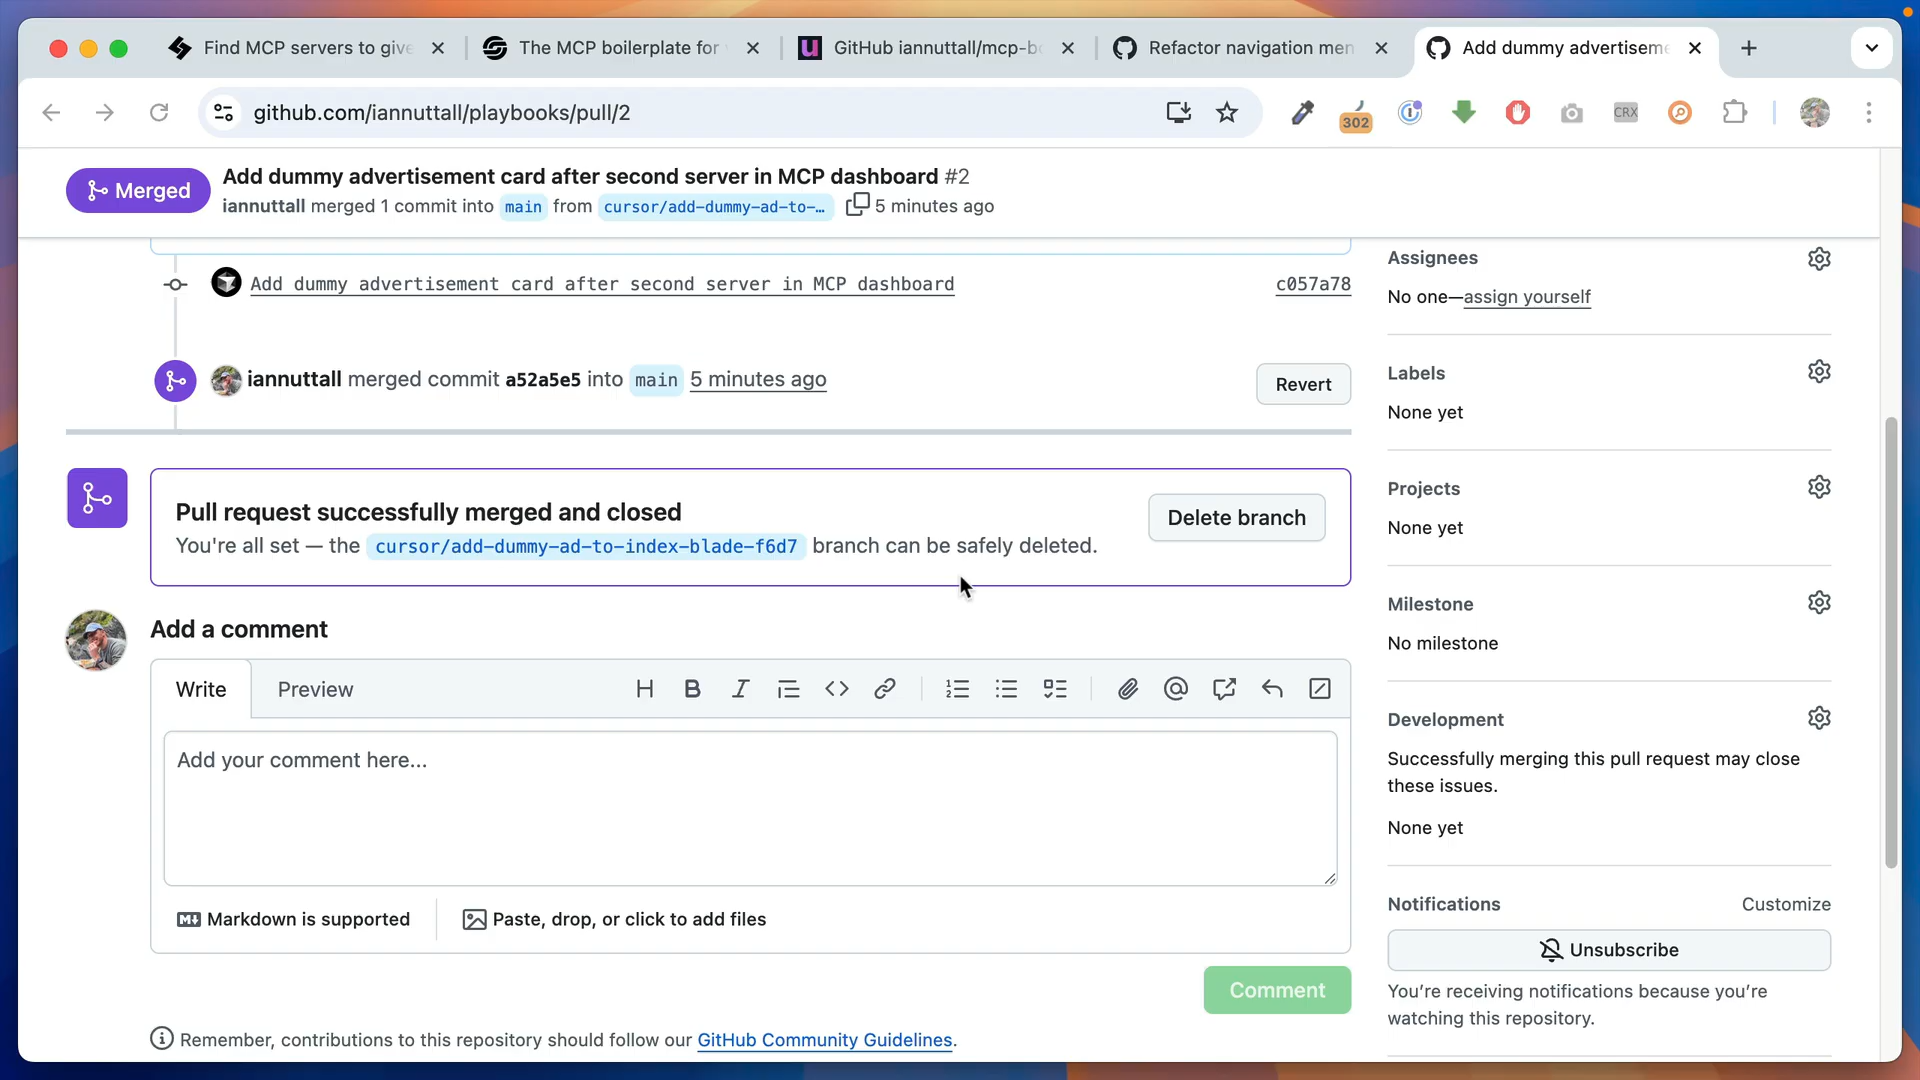 Find MCP servers to give
The MCP boilerplate for
GitHub iannuttall/mcp-bo
Refactor navigation men
Add dummy advertiseme
github.com/iannuttall/playbooks/pull/2
302
CRX
Merged
Add dummy advertisement card after second server in MCP dashboard #2
iannuttall merged 1 commit into main from cursor/add-dummy-ad-to-… 5 minutes ago
Add dummy advertisement card after second server in MCP dashboard
c057a78
iannuttall merged commit a52a5e5 into main 5 minutes ago
Revert
Pull request successfully merged and closed
You're all set — the cursor/add-dummy-ad-to-index-blade-f6d7 branch can be safely deleted.
Delete branch
Add a comment
Write
Preview
Add your comment here...
Markdown is supported
Paste, drop, or click to add files
Comment
Remember, contributions to this repository should follow our GitHub Community Guidelines.
Assignees
No one—assign yourself
Labels
None yet
Projects
None yet
Milestone
No milestone
Development
Successfully merging this pull request may close
these issues.
None yet
Notifications
Customize
Unsubscribe
You're receiving notifications because you're
watching this repository.